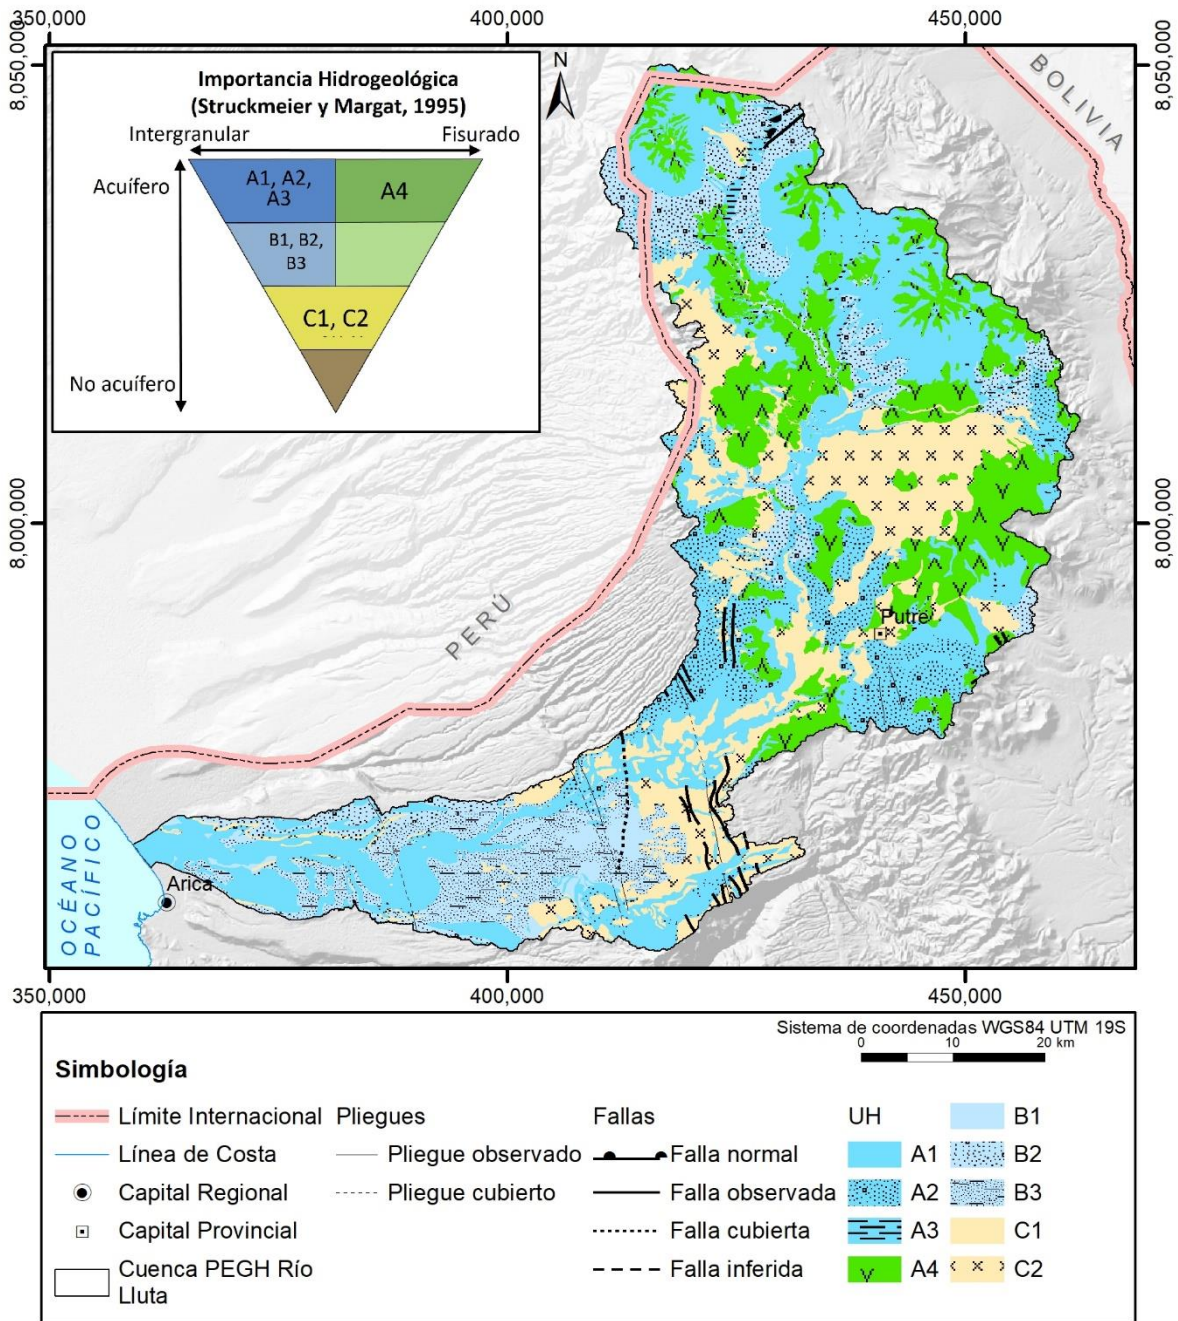 350,000 400,000 450,000
8,050,000 8,050,000
Importancia Hidrogeológica
(Struckmeier y Margat, 1995)
Intergranular Fisurado
Acuífero
A1, A2,
A3
A4
B1, B2,
B3
C1, C2
No acuífero
N
BOLIVIA
8,000,000 8,000,000
PERÚ
Putre
OCÉANO
PACÍFICO
Arica
350,000 400,000 450,000
Sistema de coordenadas WGS84 UTM 19S
0 10 20 km
Simbología
Límite Internacional
Línea de Costa
Capital Regional
Capital Provincial
Cuenca PEGH Río
Lluta
Pliegues
Pliegue observado
Pliegue cubierto
Fallas
Falla normal
Falla observada
Falla cubierta
Falla inferida
UH
A1
A2
A3
A4
B1
B2
B3
C1
C2